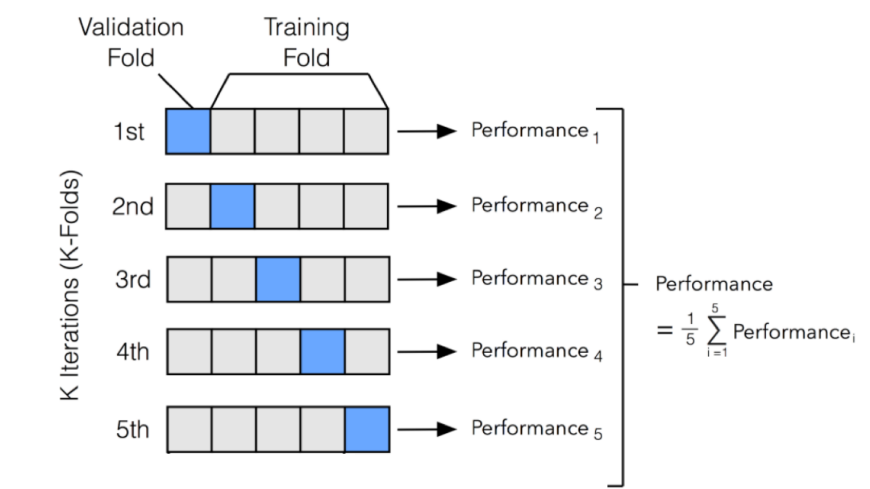 Validation
Fold
Training
Fold
K Iterations (K-Folds)
1st
Performance 1
2nd
Performance 2
3rd
Performance 3
4th
Performance 4
5th
Performance 5
Performance
= 1/5 5∑i=1 Performancei